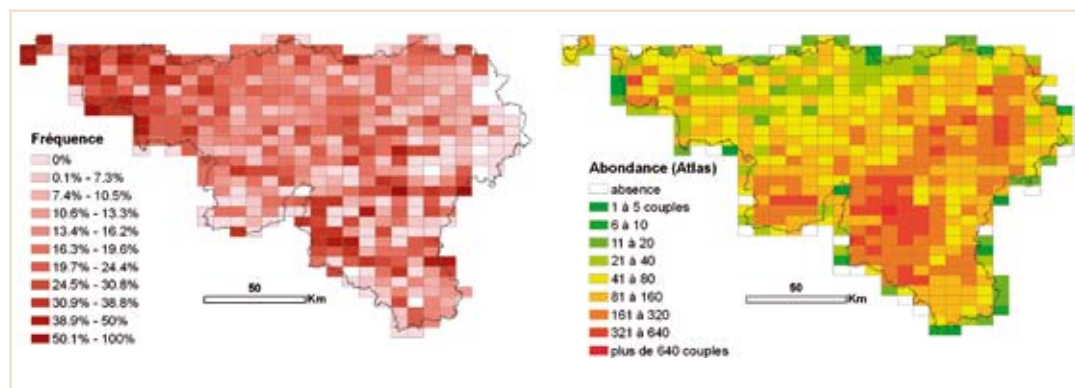 Fréquence
0%
0.1% - 7.3%
7.4% - 10.5%
10.6% - 13.3%
13.4% - 16.2%
16.3% - 19.6%
19.7% - 24.4%
24.5% - 30.8%
30.9% - 38.8%
38.9% - 50%
50.1% - 100%
50
Km
Abondance (Atlas)
absence
1 à 5 couples
6 à 10
11 à 20
21 à 40
41 à 80
81 à 160
161 à 320
321 à 640
plus de 640 couples
50
Km